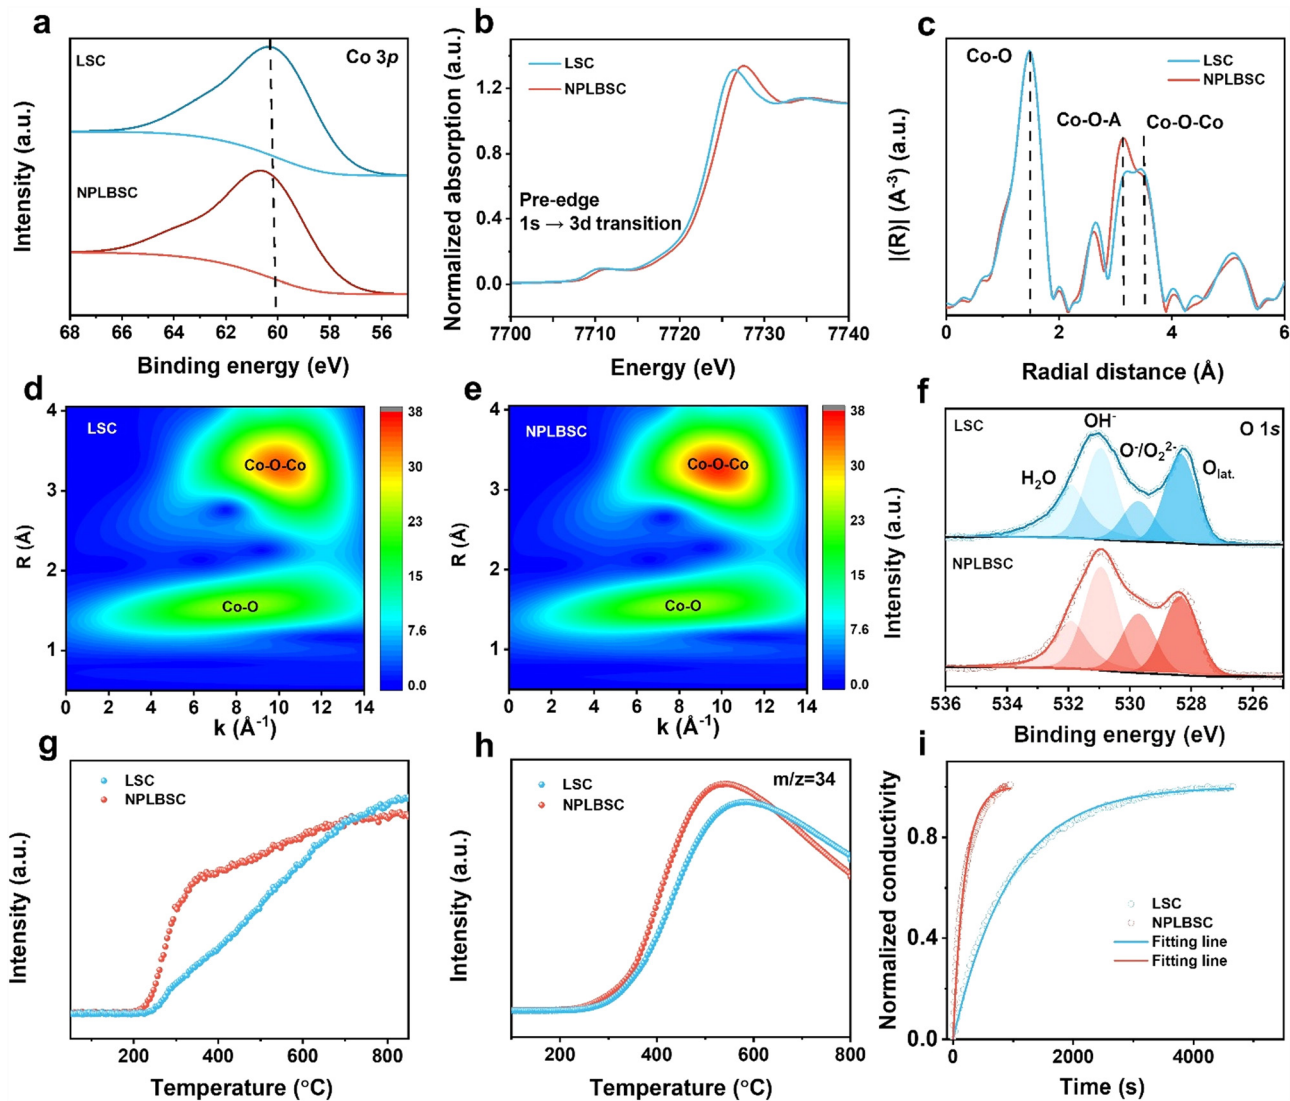 a
LSC
Co 3p
NPLBSC
Intensity (a.u.)
68 66 64 62 60 58 56
Binding energy (eV)
b
LSC
NPLBSC
1.2
0.8
0.4
0.0
Pre-edge
1s → 3d transition
Normalized absorption (a.u.)
7700 7710 7720 7730 7740
Energy (eV)
c
Co-O
LSC
NPLBSC
Co-O-A
Co-O-Co
|(R)| (A-3) (a.u.)
0 2 4 6
Radial distance (Å)
d
LSC
Co-O-Co
Co-O
4
3
2
1
R (Å)
0 2 4 6 8 10 12 14
k (Å-1)
38
30
23
15
7.6
0.0
e
NPLBSC
Co-O-Co
Co-O
4
3
2
1
R (Å)
0 2 4 6 8 10 12 14
k (Å-1)
38
30
23
15
7.6
0.0
f
LSC
O 1s
OH-
O-/O22-
H2O
Olat.
NPLBSC
Intensity (a.u.)
536 534 532 530 528 526
Binding energy (eV)
g
LSC
NPLBSC
Intensity (a.u.)
200 400 600 800
Temperature (°C)
h
LSC
NPLBSC
m/z=34
Intensity (a.u.)
200 400 600 800
Temperature (°C)
i
0.8
0.4
0.0
Normalized conductivity
LSC
NPLBSC
Fitting line
Fitting line
0 2000 4000
Time (s)